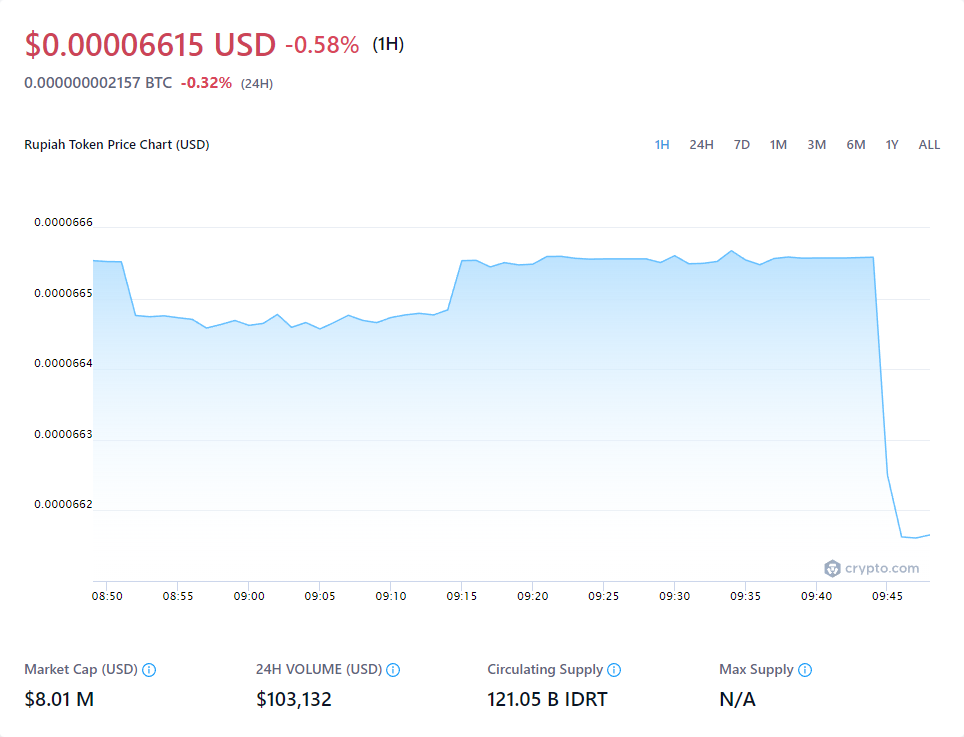 $0.00006615 USD -0.58% (1H)
0.000000002157 BTC -0.32% (24H)
Rupiah Token Price Chart (USD)
1H 24H 7D 1M 3M 6M 1Y ALL
0.0000666
0.0000665
0.0000664
0.0000663
0.0000662
crypto.com
08:50 08:55 09:00 09:05 09:10 09:15 09:20 09:25 09:30 09:35 09:40 09:45
Market Cap (USD) 24H VOLUME (USD) Circulating Supply Max Supply
$8.01 M $103,132 121.05 B IDRT N/A